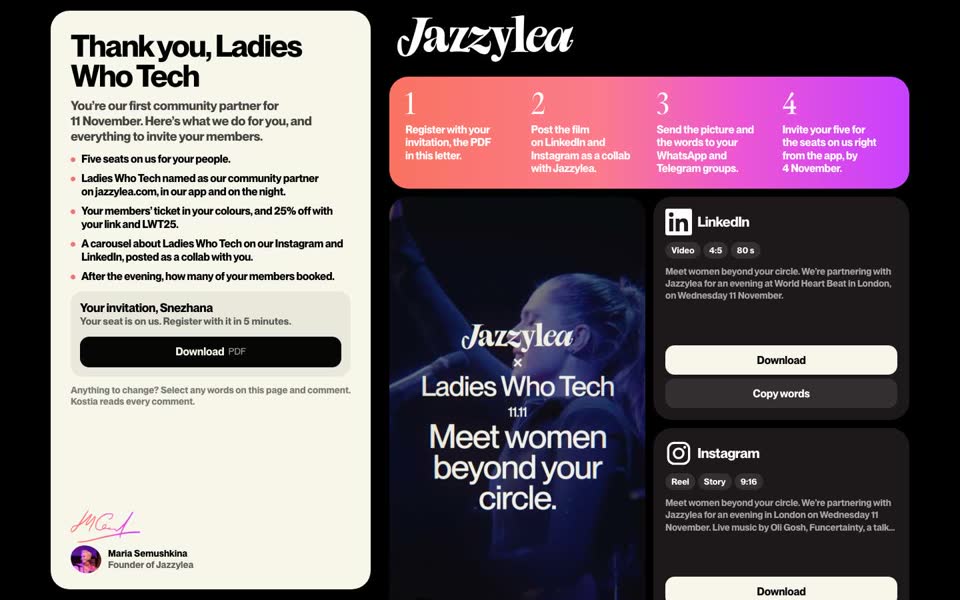 Thank you, Ladies
Who Tech
You're our first community partner for
11 November. Here's what we do for you, and
everything to invite your members.
Five seats on us for your people.
Ladies Who Tech named as our community partner
on jazzylea.com, in our app and on the night.
Your members' ticket in your colours, and 25% off with
your link and LWT25.
A carousel about Ladies Who Tech on our Instagram and
LinkedIn, posted as a collab with you.
After the evening, how many of your members booked.
Your invitation, Snezhana
Your seat is on us. Register with it in 5 minutes.
Download PDF
Anything to change? Select any words on this page and comment.
Kostia reads every comment.
Maria Semushkina
Founder of Jazzylea
Jazzylea
1
Register with your
invitation, the PDF
in this letter.
2
Post the film
on LinkedIn and
Instagram as a collab
with Jazzylea.
3
Send the picture and
the words to your
WhatsApp and
Telegram groups.
4
Invite your five for
the seats on us right
from the app, by
4 November.
Jazzylea
×
Ladies Who Tech
11.11
Meet women
beyond your
circle.
in LinkedIn
Video 4:5 80 s
Meet women beyond your circle. We're partnering with
Jazzylea for an evening at World Heart Beat in London,
on Wednesday 11 November.
Download
Copy words
Instagram
Reel Story 9:16
Meet women beyond your circle. We're partnering with
Jazzylea for an evening in London on Wednesday 11
November. Live music by Oli Gosh, Funcertainty, a talk...
Download